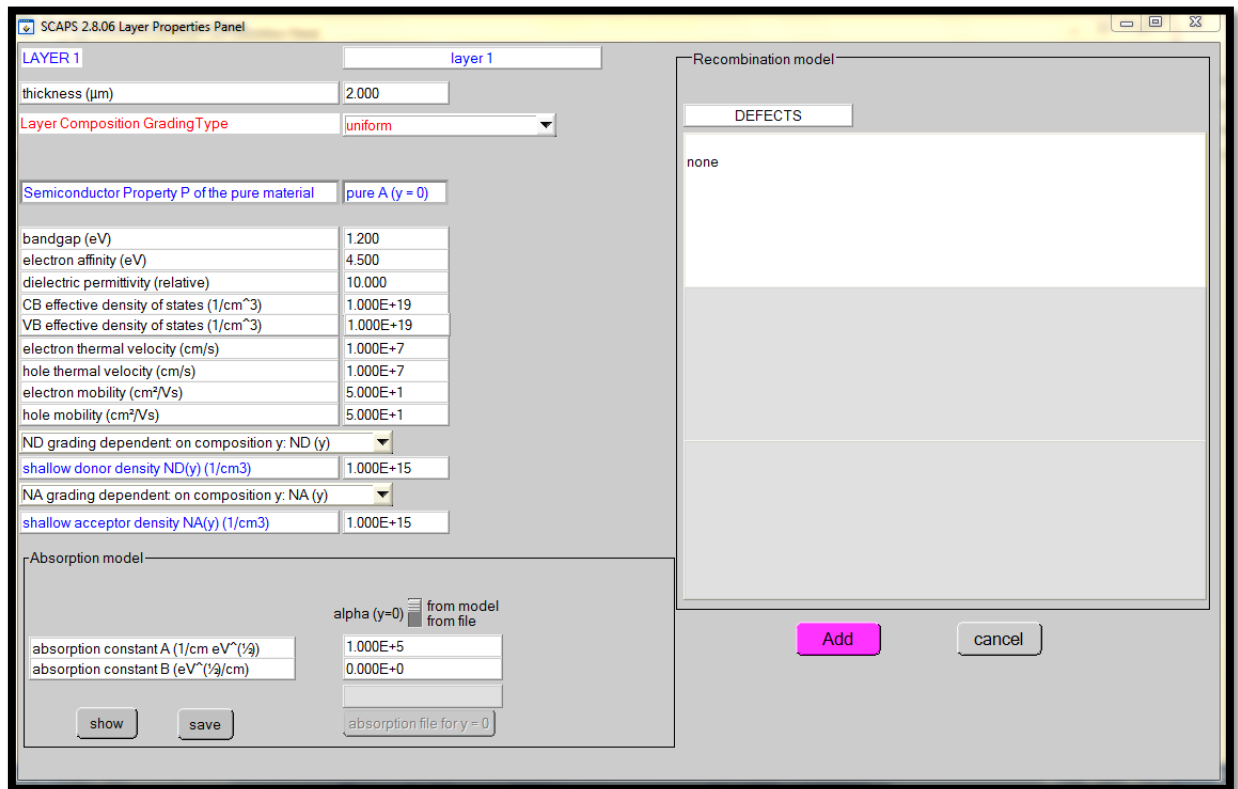 SCAPS 2.8.06 Layer Properties Panel
LAYER 1 layer 1
thickness (µm) 2.000
Layer Composition GradingType uniform
Semiconductor Property P of the pure material pure A (y = 0)
bandgap (eV) 1.200
electron affinity (eV) 4.500
dielectric permittivity (relative) 10.000
CB effective density of states (1/cm^3) 1.000E+19
VB effective density of states (1/cm^3) 1.000E+19
electron thermal velocity (cm/s) 1.000E+7
hole thermal velocity (cm/s) 1.000E+7
electron mobility (cm²/Vs) 5.000E+1
hole mobility (cm²/Vs) 5.000E+1
ND grading dependent: on composition y: ND (y)
shallow donor density ND(y) (1/cm3) 1.000E+15
NA grading dependent: on composition y: NA (y)
shallow acceptor density NA(y) (1/cm3) 1.000E+15
Absorption model
alpha (y=0) from model
from file
absorption constant A (1/cm eV^(½)) 1.000E+5
absorption constant B (eV^(½)/cm) 0.000E+0
show save absorption file for y = 0
Recombination model
DEFECTS
none
Add cancel